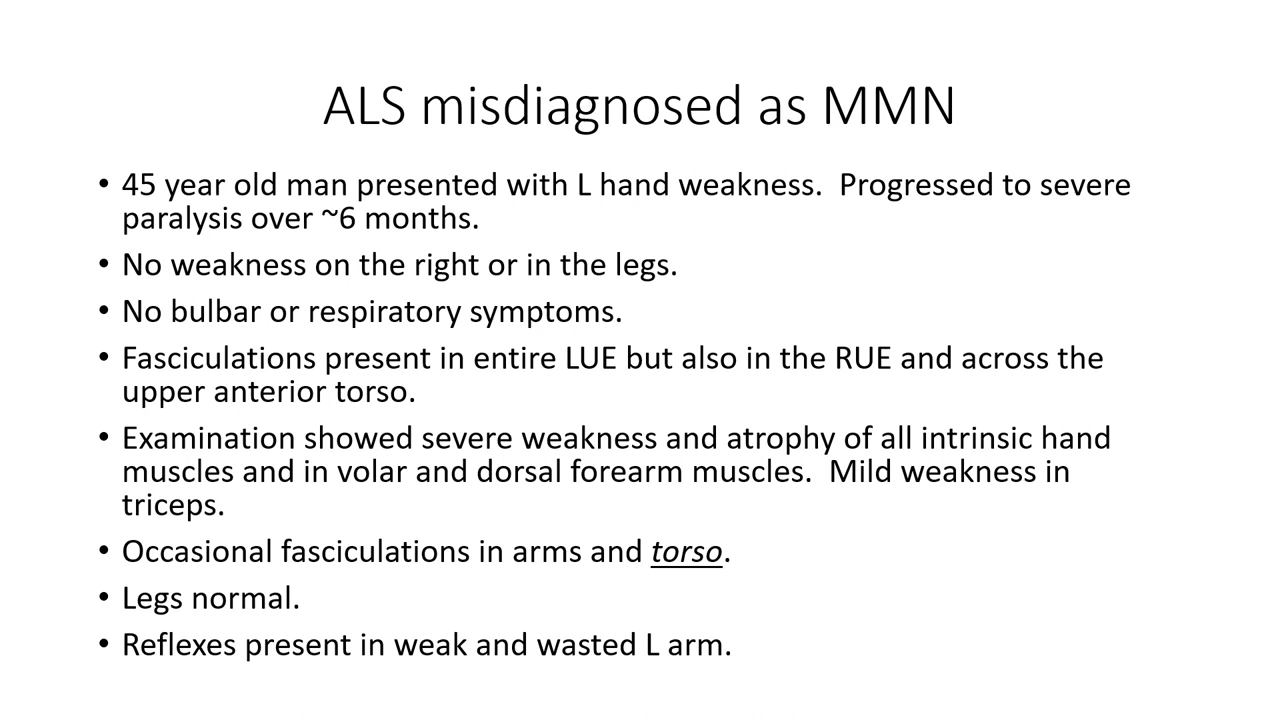 ALS misdiagnosed as MMN
• 45 year old man presented with L hand weakness.  Progressed to severe
paralysis over ~6 months.
• No weakness on the right or in the legs.
• No bulbar or respiratory symptoms.
• Fasciculations present in entire LUE but also in the RUE and across the
upper anterior torso.
• Examination showed severe weakness and atrophy of all intrinsic hand
muscles and in volar and dorsal forearm muscles.  Mild weakness in
triceps.
• Occasional fasciculations in arms and torso.
• Legs normal.
• Reflexes present in weak and wasted L arm.